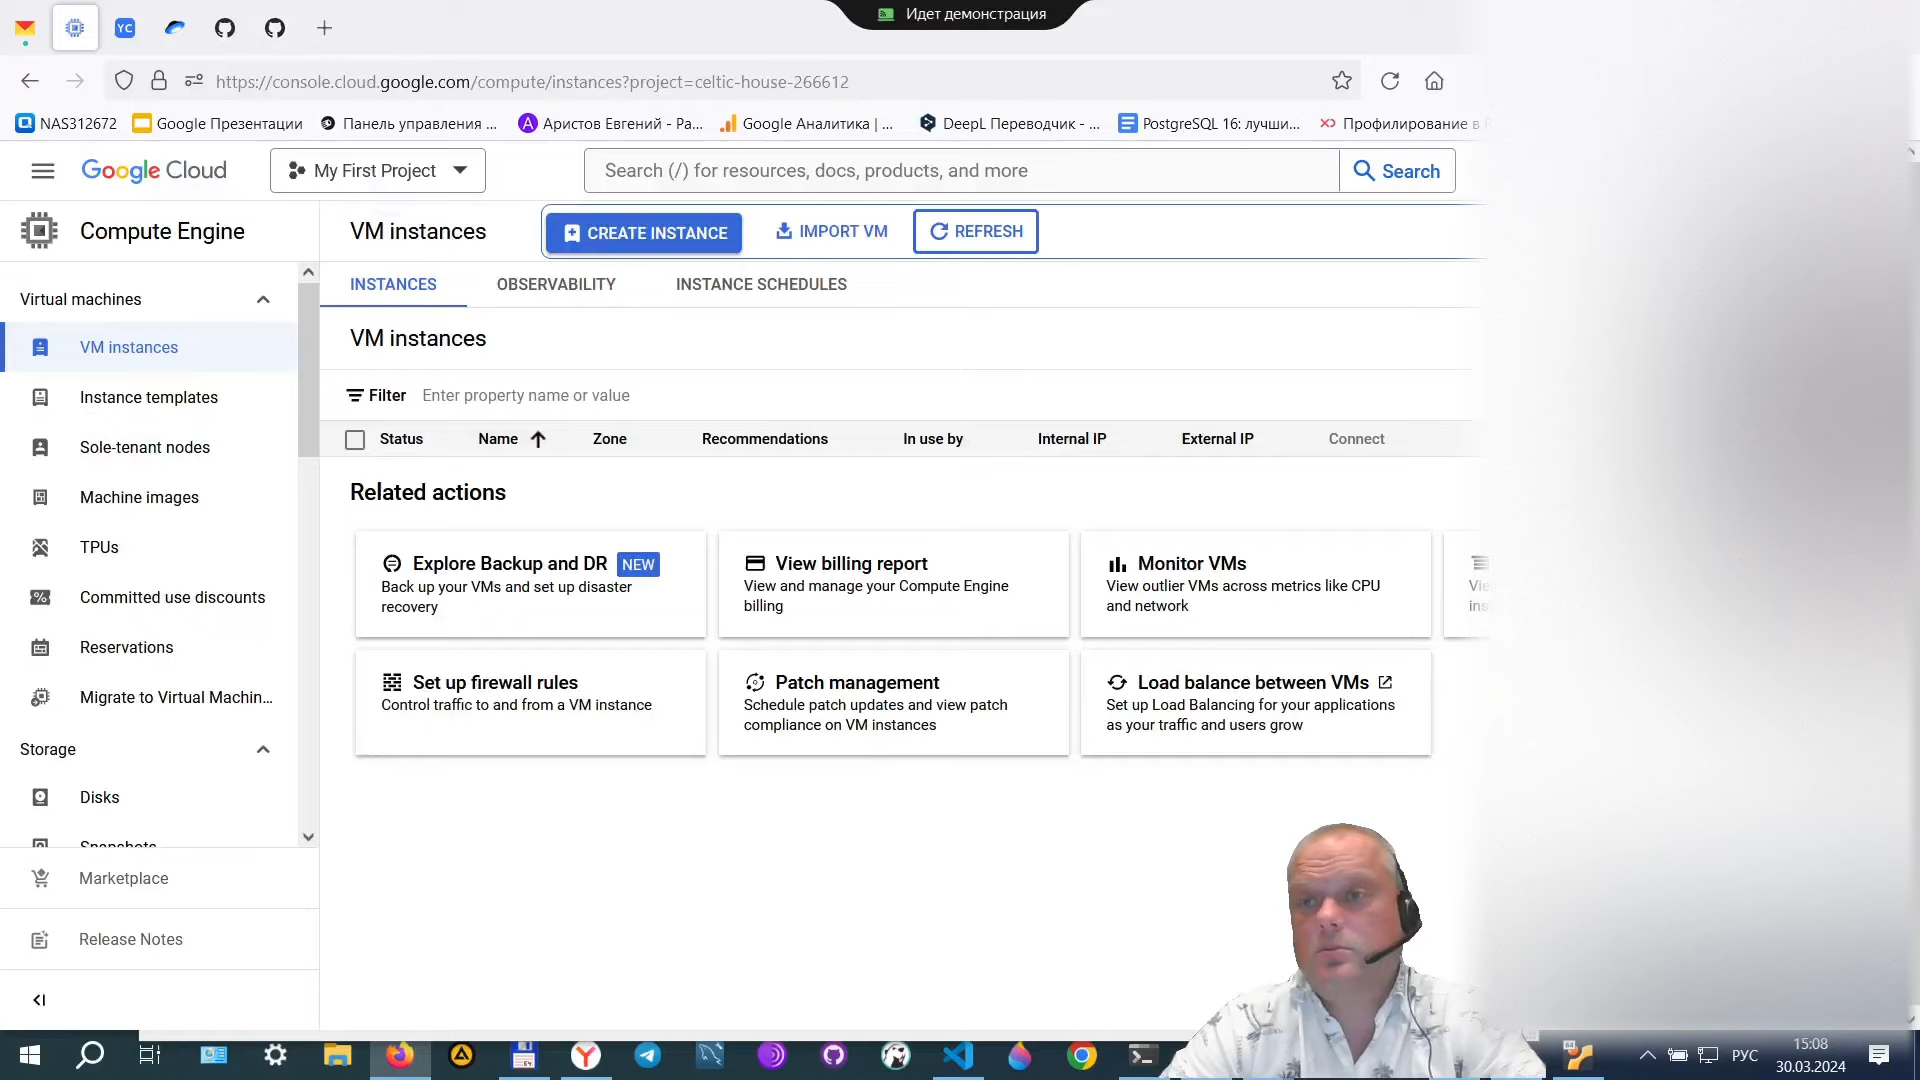 Идет демонстрация
YC
https://console.cloud.google.com/compute/instances?project=celtic-house-266612
NAS312672
Google Презентации
Панель управления ...
Аристов Евгений - Ра...
Google Аналитика | ...
DeepL Переводчик - ...
PostgreSQL 16: лучши...
Профилирование в
Google Cloud
My First Project
Search (/) for resources, docs, products, and more
Search
Compute Engine
VM instances
CREATE INSTANCE
IMPORT VM
REFRESH
INSTANCES
OBSERVABILITY
INSTANCE SCHEDULES
Virtual machines
VM instances
Instance templates
Sole-tenant nodes
Machine images
TPUs
Committed use discounts
Reservations
Migrate to Virtual Machin...
Storage
Disks
Snapshots
Marketplace
Release Notes
VM instances
Filter Enter property name or value
Status Name Zone Recommendations In use by Internal IP External IP Connect
Related actions
Explore Backup and DR NEW
Back up your VMs and set up disaster
recovery
View billing report
View and manage your Compute Engine
billing
Monitor VMs
View outlier VMs across metrics like CPU
and network
Set up firewall rules
Control traffic to and from a VM instance
Patch management
Schedule patch updates and view patch
compliance on VM instances
Load balance between VMs
Set up Load Balancing for your applications
as your traffic and users grow
РУС
15:08
30.03.2024